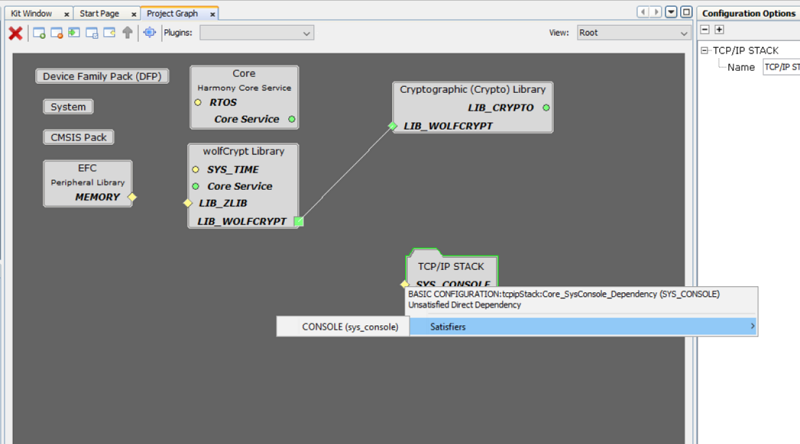 Kit Window
Start Page
Project Graph
Configuration Options
Plugins:
View:
Root
TCP/IP STACK
Name
TCP/IP ST
Device Family Pack (DFP)
System
CMSIS Pack
EFC
Peripheral Library
MEMORY
Core
Harmony Core Service
RTOS
Core Service
wolfCrypt Library
SYS_TIME
Core Service
LIB_ZLIB
LIB_WOLFCRYPT
Cryptographic (Crypto) Library
LIB_CRYPTO
LIB_WOLFCRYPT
TCP/IP STACK
SYS_CONSOLE
BASIC CONFIGURATION:tcpipStack:Core_SysConsole_Dependency (SYS_CONSOLE)
Unsatisfied Direct Dependency
CONSOLE (sys_console)
Satisfiers